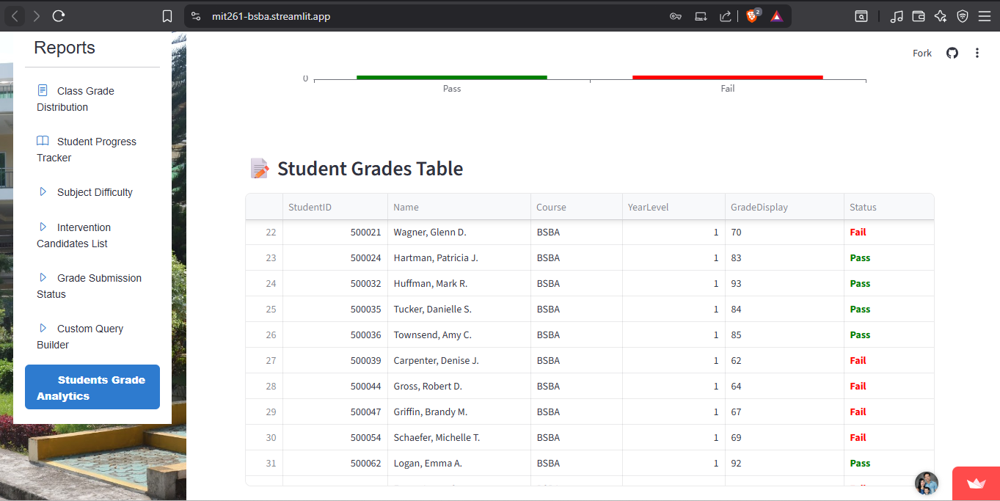 mit261-bsba.streamlit.app
2
Reports
Class Grade
Distribution
Student Progress
Tracker
Subject Difficulty
Intervention
Candidates List
Grade Submission
Status
Custom Query
Builder
Students Grade
Analytics
Fork
0
Pass Fail
Student Grades Table
StudentID Name Course YearLevel GradeDisplay Status
22 500021 Wagner, Glenn D. BSBA 1 70 Fail
23 500024 Hartman, Patricia J. BSBA 1 83 Pass
24 500032 Huffman, Mark R. BSBA 1 93 Pass
25 500035 Tucker, Danielle S. BSBA 1 84 Pass
26 500036 Townsend, Amy C. BSBA 1 85 Pass
27 500039 Carpenter, Denise J. BSBA 1 62 Fail
28 500044 Gross, Robert D. BSBA 1 64 Fail
29 500047 Griffin, Brandy M. BSBA 1 67 Fail
30 500054 Schaefer, Michelle T. BSBA 1 69 Fail
31 500062 Logan, Emma A. BSBA 1 92 Pass